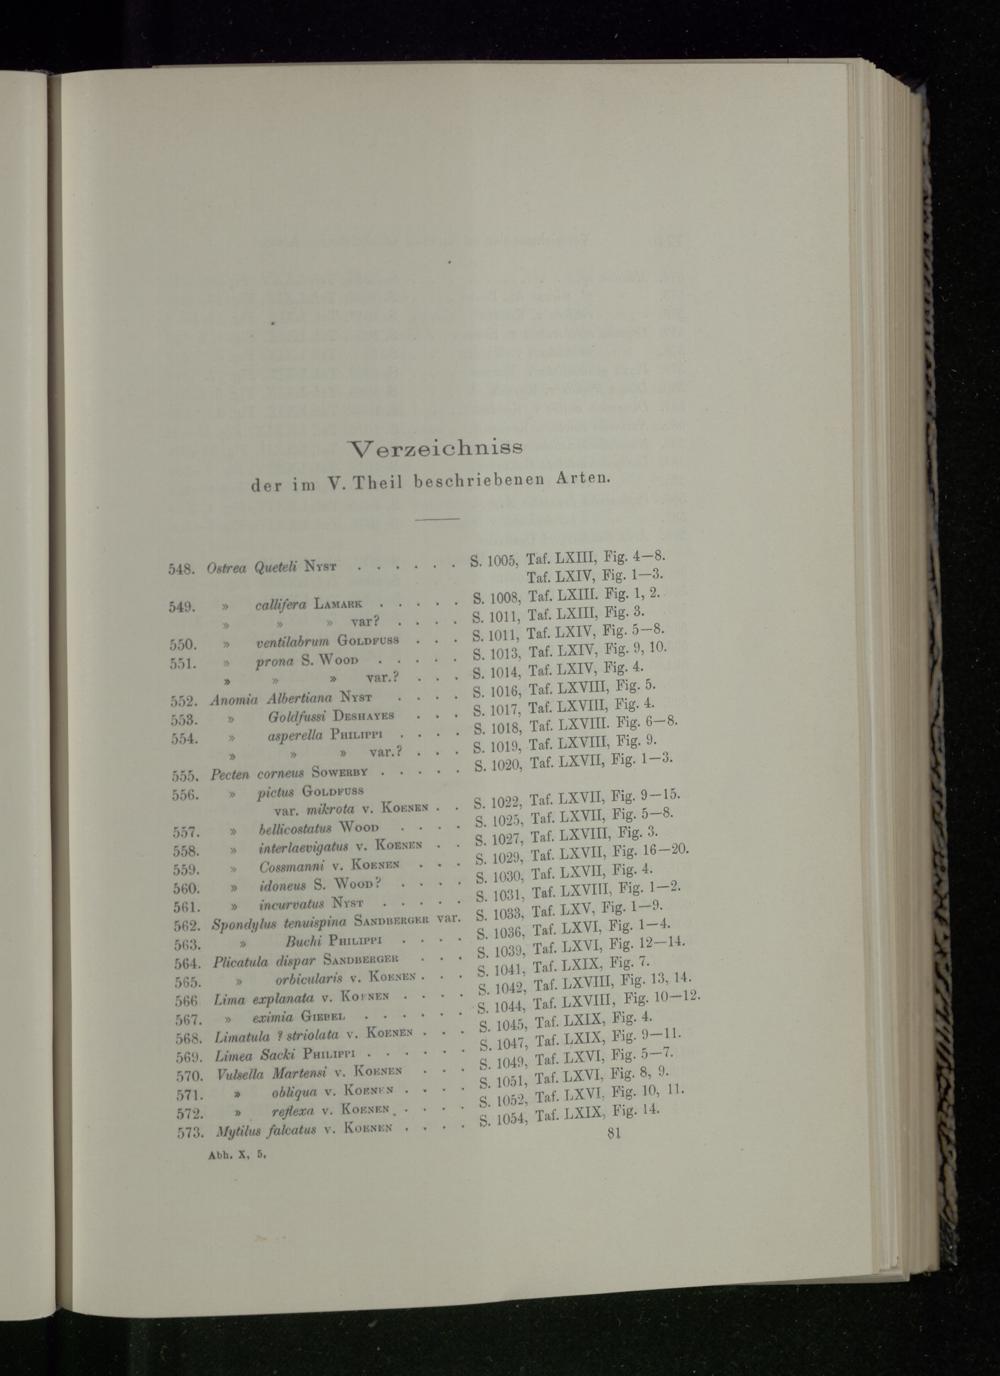 Verzeichniss
der im V. Theil beschriebenen Arten.
548. Ostrea Queteli Nyst . . . . . . S. 1005, Taf. LXIII, Fig. 4—8.
Taf. LXIV, Fig. 1—3.
549. » callifera Lamark . . . . . S. 1008, Taf. LXIII. Fig. 1, 2.
» » » var? . . . . S. 1011, Taf. LXIII, Fig. 3.
550. » ventilabrum Goldfuss . . . S. 1011, Taf. LXIV, Fig. 5—8.
551. » prona S. Wood . . . . . S. 1013, Taf. LXIV, Fig. 9, 10.
» » » var.? . . . S. 1014, Taf. LXIV, Fig. 4.
552. Anomia Albertiana Nyst . . . . S. 1016, Taf. LXVIII, Fig. 5.
553. » Goldfussi Deshayes . . . S. 1017, Taf. LXVIII, Fig. 4.
554. » asperella Philippi . . . . S. 1018, Taf. LXVIII. Fig. 6—8.
» » » var.? . . . S. 1019, Taf. LXVIII, Fig. 9.
555. Pecten corneus Sowerby . . . . . S. 1020, Taf. LXVII, Fig. 1—3.
556. » pictus Goldfuss
var. mikrota v. Koenen . . S. 1022, Taf. LXVII, Fig. 9—15.
557. » bellicostatus Wood . . . . S. 1025, Taf. LXVII, Fig. 5—8.
558. » interlaevigatus v. Koenen . . S. 1027, Taf. LXVIII, Fig. 3.
559. » Cossmanni v. Koenen . . . S. 1029, Taf. LXVII, Fig. 16—20.
560. » idoneus S. Wood? . . . . S. 1030, Taf. LXVII, Fig. 4.
561. » incurvatus Nyst . . . . . S. 1031, Taf. LXVIII, Fig. 1—2.
562. Spondylus tenuispina Sandberger var. S. 1033, Taf. LXV, Fig. 1—9.
563. » Buchi Philippi . . . . S. 1036, Taf. LXVI, Fig. 1—4.
564. Plicatula dispar Sandberger . . . S. 1039, Taf. LXVI, Fig. 12—14.
565. » orbicularis v. Koenen . . . S. 1041, Taf. LXIX, Fig. 7.
566 Lima explanata v. Koenen . . . . S. 1042, Taf. LXVIII, Fig. 13, 14.
567. » eximia Giebel . . . . . . S. 1044, Taf. LXVIII, Fig. 10—12.
568. Limatula ? striolata v. Koenen . . . S. 1045, Taf. LXIX, Fig. 4.
569. Limea Sacki Philippi . . . . . . S. 1047, Taf. LXIX, Fig. 9—11.
570. Vulsella Martensi v. Koenen . . . S. 1049, Taf. LXVI, Fig. 5—7.
571. » obliqua v. Koenen . . . . S. 1051, Taf. LXVI, Fig. 8, 9.
572. » reflexa v. Koenen . . . . S. 1052, Taf. LXVI, Fig. 10, 11.
573. Mytilus falcatus v. Koenen . . . . S. 1054, Taf. LXIX, Fig. 14.
Abh. X, 5. 81